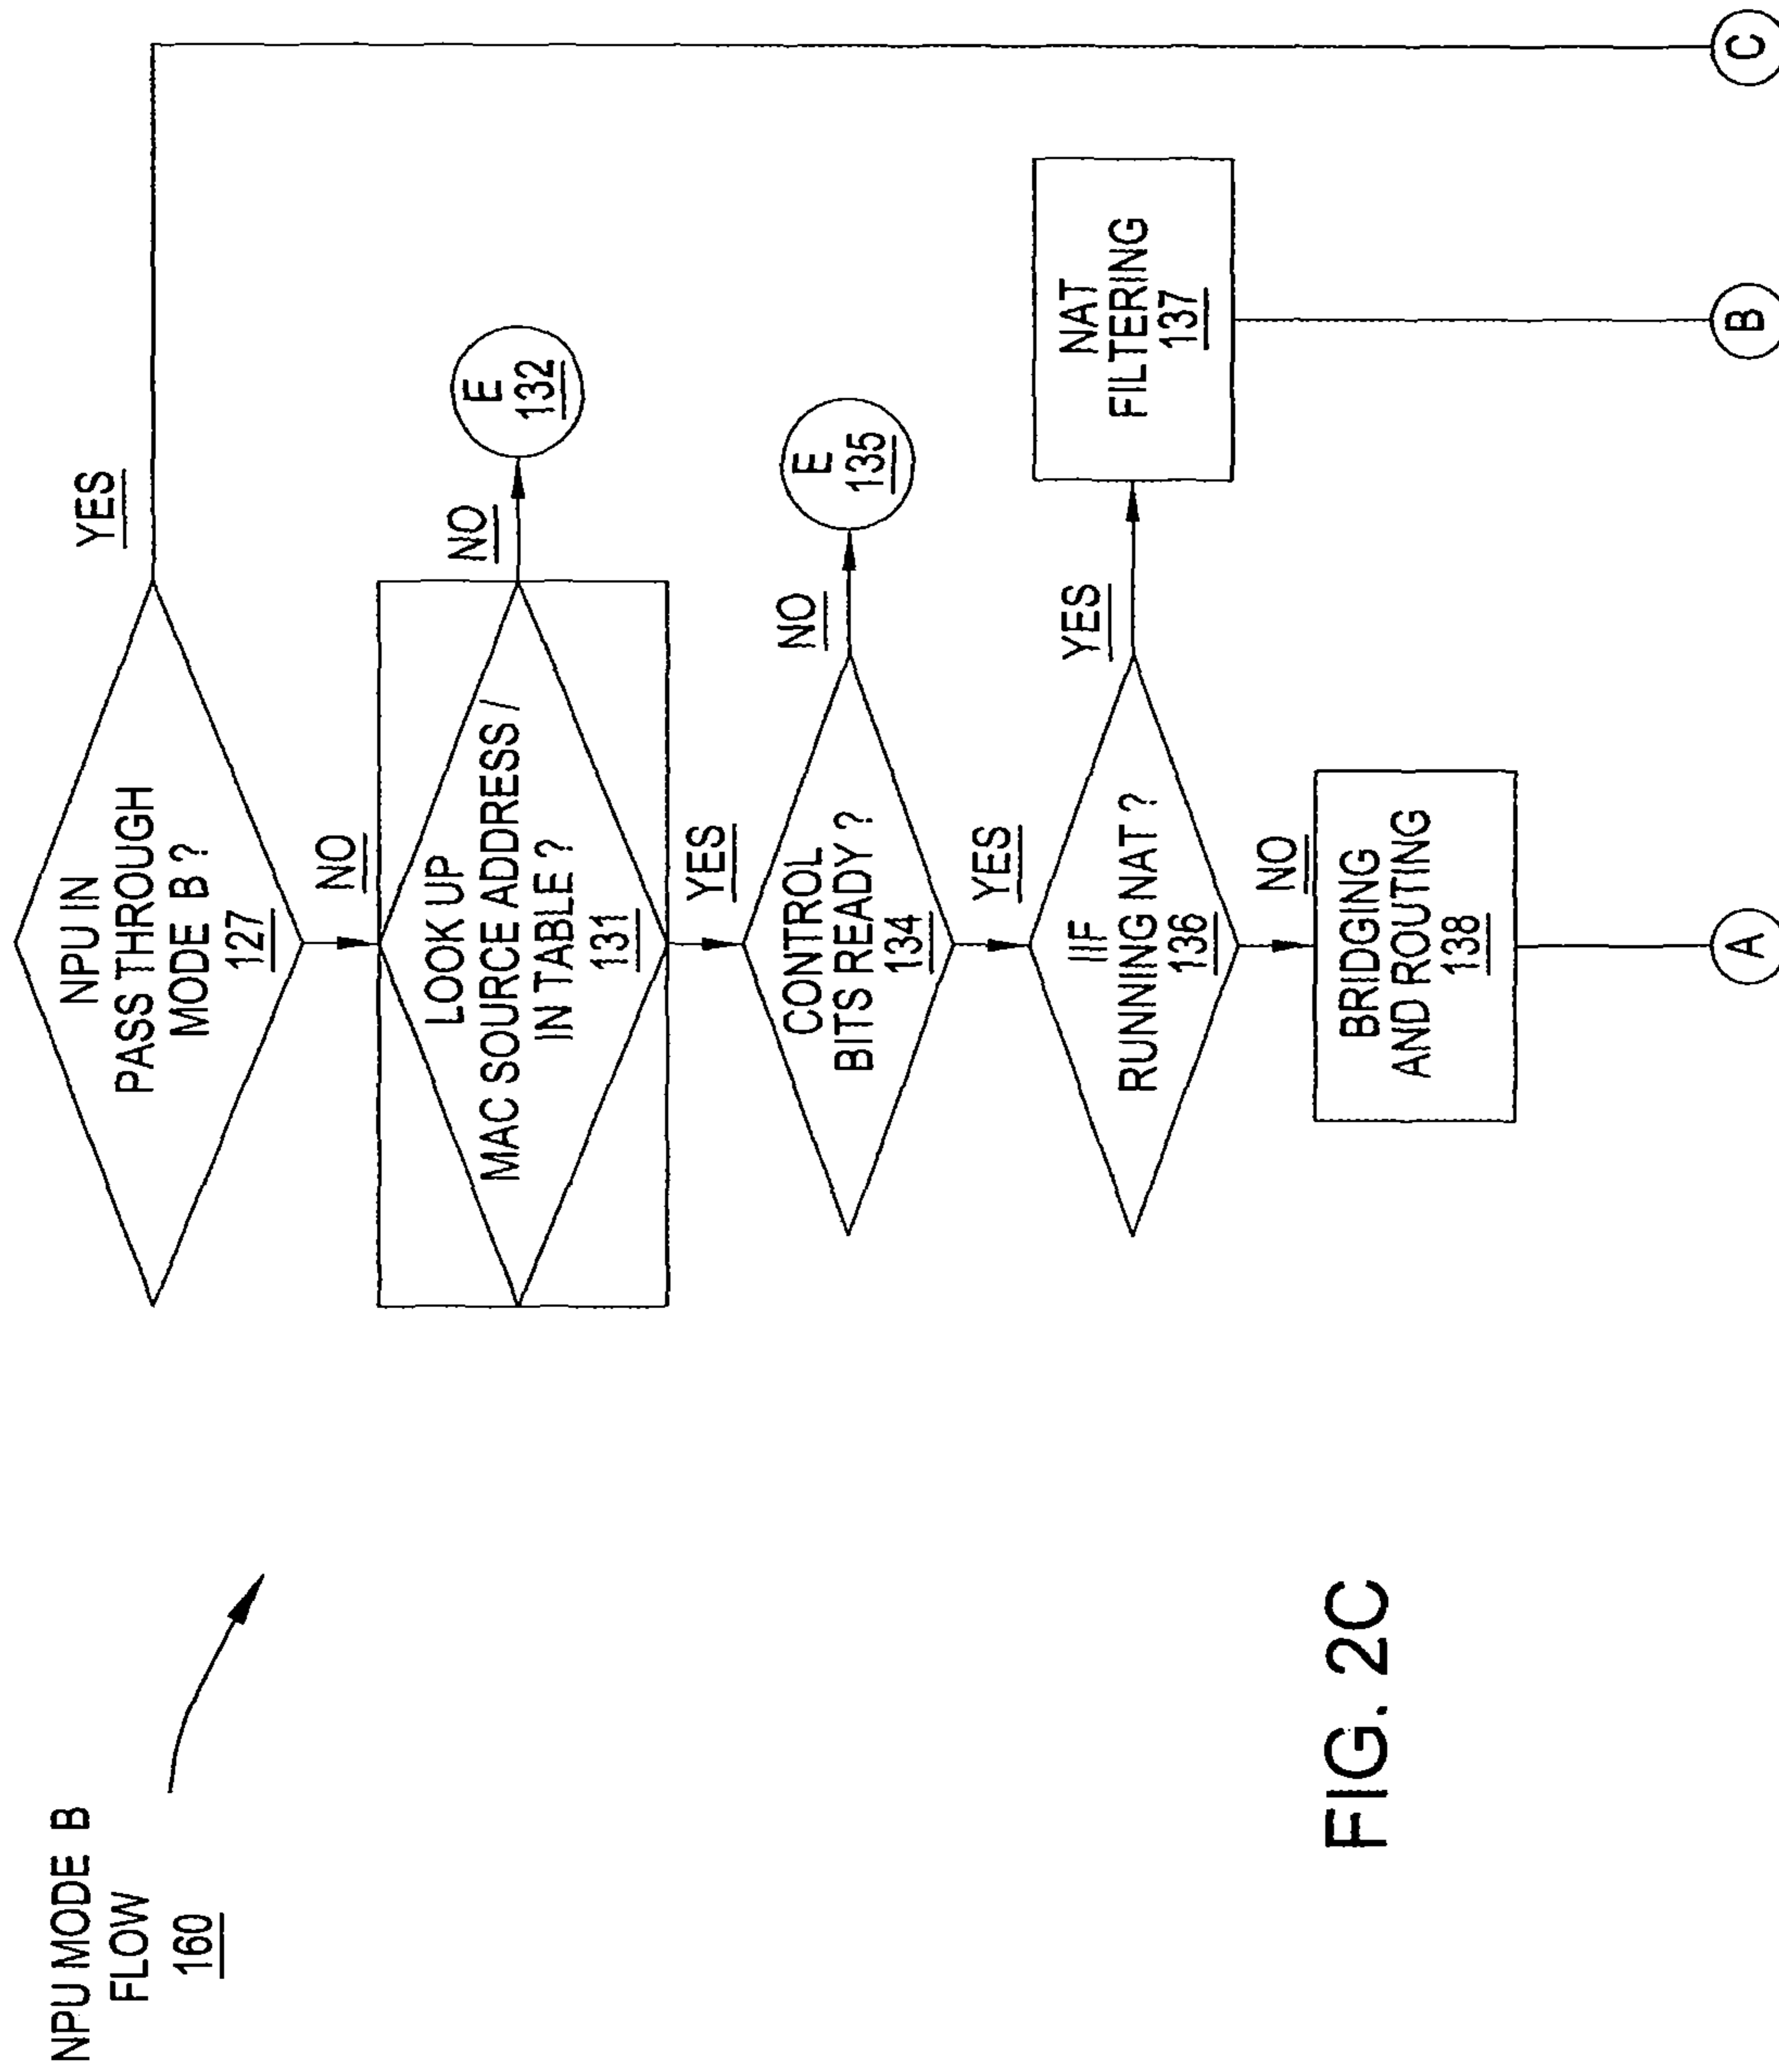 NPU MODE B
FLOW
160
NPU IN
PASS THROUGH
MODE B ?
127
YES
NO
LOOK UP
MAC SOURCE ADDRESS /
IN TABLE ?
131
NO
E
132
YES
CONTROL
BITS READY ?
134
NO
E
135
YES
IIF
RUNNING NAT ?
136
YES
NAT
FILTERING
137
NO
BRIDGING
AND ROUTING
138
A
B
C
FIG. 2C